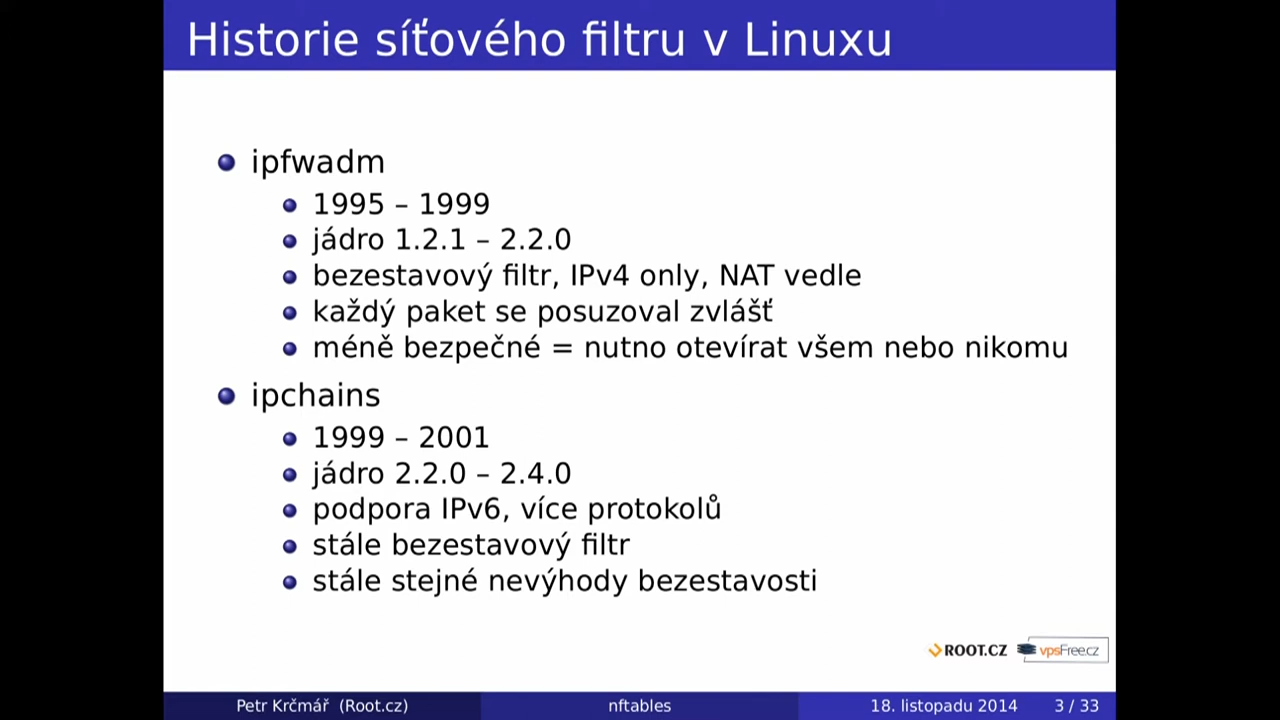 Historie síťového filtru v Linuxu
ipfwadm
1995 – 1999
jádro 1.2.1 – 2.2.0
bezestavový filtr, IPv4 only, NAT vedle
každý paket se posuzoval zvlášť
méně bezpečné = nutno otevírat všem nebo nikomu
ipchains
1999 – 2001
jádro 2.2.0 – 2.4.0
podpora IPv6, více protokolů
stále bezestavový filtr
stále stejné nevýhody bezestavosti
ROOT.CZ vpsFree.cz
Petr Krčmář (Root.cz) nftables 18. listopadu 2014 3 / 33